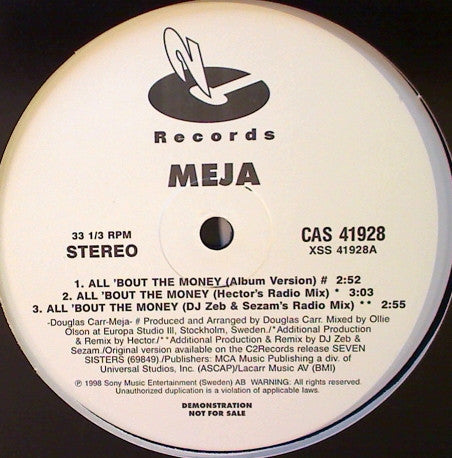 Records
MEJA
33 1/3 RPM
STEREO
CAS 41928
XSS 41928A
1. ALL 'BOUT THE MONEY (Album Version) # 2:52
2. ALL 'BOUT THE MONEY (Hector's Radio Mix) * 3:03
3. ALL 'BOUT THE MONEY (DJ Zeb & Sezam's Radio Mix) ** 2:55
-Douglas Carr-Meja- # Produced and Arranged by Douglas Carr. Mixed by Ollie
Olson at Europa Studio III, Stockholm, Sweden./*Additional Production
& Remix by Hector./**Additional Production & Remix by DJ Zeb &
Sezam./Original version available on the C2Records release SEVEN
SISTERS (69849)./Publishers: MCA Music Publishing a div. of
Universal Studios, Inc. (ASCAP)/Lacarr Music AV (BMI)
℗ 1998 Sony Music Entertainment (Sweden) AB WARNING: All rights reserved.
Unauthorized duplication is a violation of applicable laws.
DEMONSTRATION
NOT FOR SALE